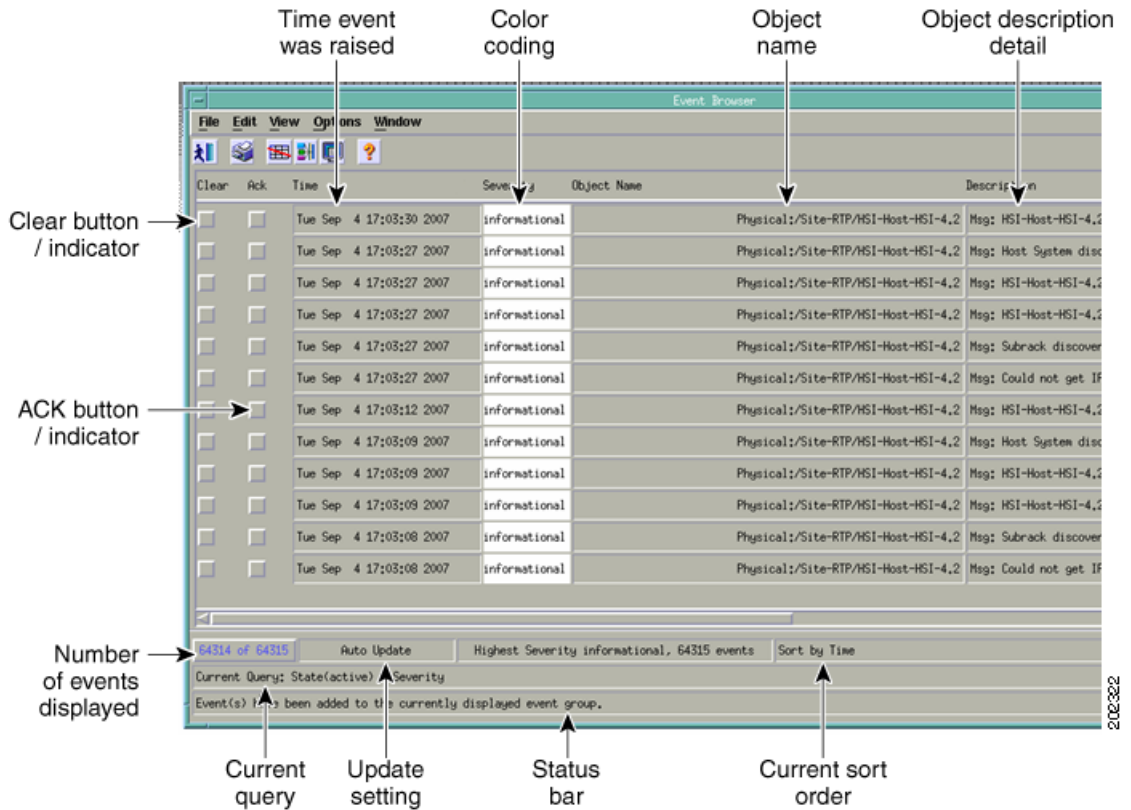 Time event
was raised
Color
coding
Object
name
Object description
detail
Event Browser
File Edit View Options Window
Clear Ack Time Severity Object Name Description
Clear button
/ indicator
Tue Sep 4 17:03:30 2007 informational Physical:/Site-RTP/HSI-Host-HSI-4.2 Msg: HSI-Host-HSI-4.2
Tue Sep 4 17:03:27 2007 informational Physical:/Site-RTP/HSI-Host-HSI-4.2 Msg: Host System disc
Tue Sep 4 17:03:27 2007 informational Physical:/Site-RTP/HSI-Host-HSI-4.2 Msg: HSI-Host-HSI-4.2
Tue Sep 4 17:03:27 2007 informational Physical:/Site-RTP/HSI-Host-HSI-4.2 Msg: HSI-Host-HSI-4.2
Tue Sep 4 17:03:27 2007 informational Physical:/Site-RTP/HSI-Host-HSI-4.2 Msg: Subrack discover
Tue Sep 4 17:03:27 2007 informational Physical:/Site-RTP/HSI-Host-HSI-4.2 Msg: Could not get IF
ACK button
/ indicator
Tue Sep 4 17:03:12 2007 informational Physical:/Site-RTP/HSI-Host-HSI-4.2 Msg: HSI-Host-HSI-4.2
Tue Sep 4 17:03:09 2007 informational Physical:/Site-RTP/HSI-Host-HSI-4.2 Msg: Host System disc
Tue Sep 4 17:03:09 2007 informational Physical:/Site-RTP/HSI-Host-HSI-4.2 Msg: HSI-Host-HSI-4.2
Tue Sep 4 17:03:09 2007 informational Physical:/Site-RTP/HSI-Host-HSI-4.2 Msg: HSI-Host-HSI-4.2
Tue Sep 4 17:03:08 2007 informational Physical:/Site-RTP/HSI-Host-HSI-4.2 Msg: Subrack discover
Tue Sep 4 17:03:08 2007 informational Physical:/Site-RTP/HSI-Host-HSI-4.2 Msg: Could not get IF
Number
of events
displayed
64314 of 64315 Auto Update Highest Severity informational, 64315 events Sort by Time
Current Query: State(active) Severity
Event(s) have been added to the currently displayed event group.
202322
Current
query
Update
setting
Status
bar
Current sort
order